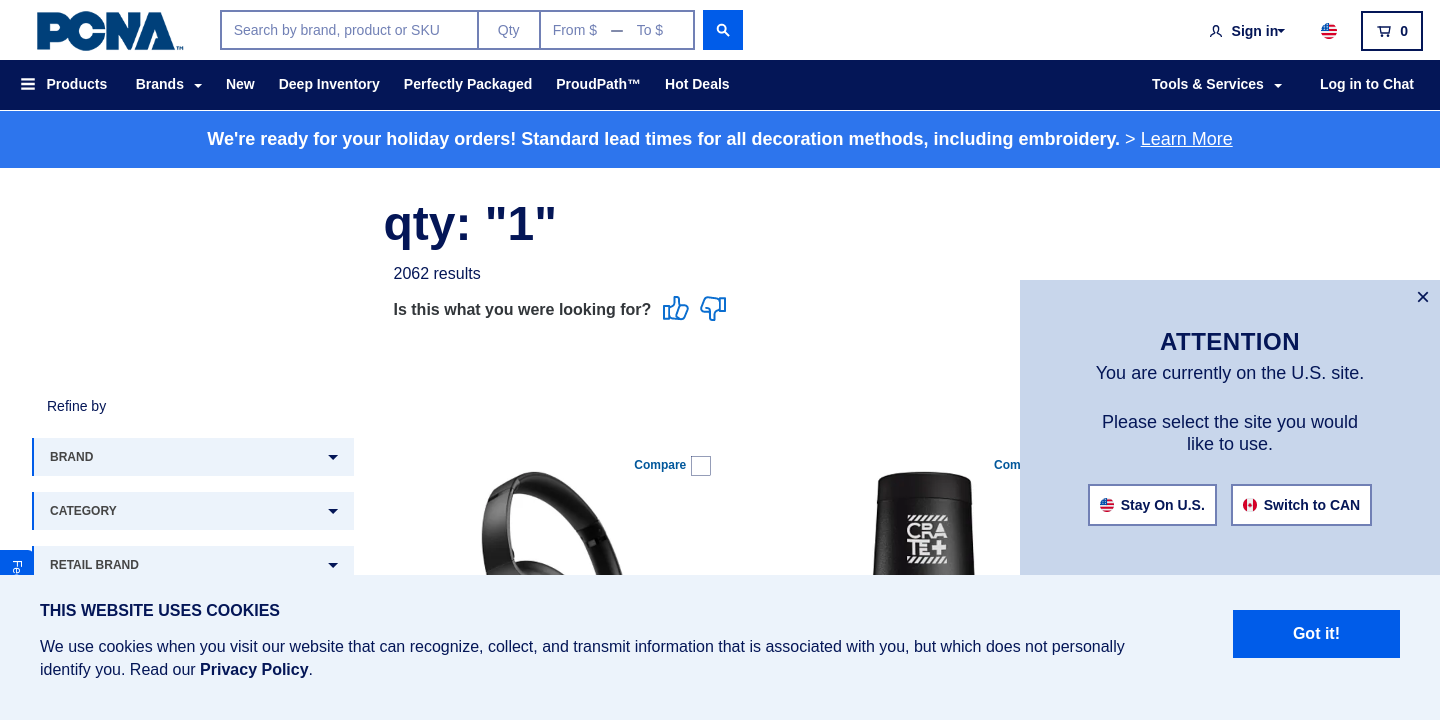 PCNA™
Search by brand, product or SKU
Qty
From $ — To $
Sign in
0
Products
Brands
New
Deep Inventory
Perfectly Packaged
ProudPath™
Hot Deals
Tools & Services
Log in to Chat
We're ready for your holiday orders! Standard lead times for all decoration methods, including embroidery. > Learn More
qty: "1"
2062 results
Is this what you were looking for?
×
ATTENTION
You are currently on the U.S. site.
Please select the site you would
like to use.
Stay On U.S.
Switch to CAN
Refine by
BRAND
CATEGORY
RETAIL BRAND
Compare
CRATE+
THIS WEBSITE USES COOKIES
We use cookies when you visit our website that can recognize, collect, and transmit information that is associated with you, but which does not personally
identify you. Read our Privacy Policy.
Got it!